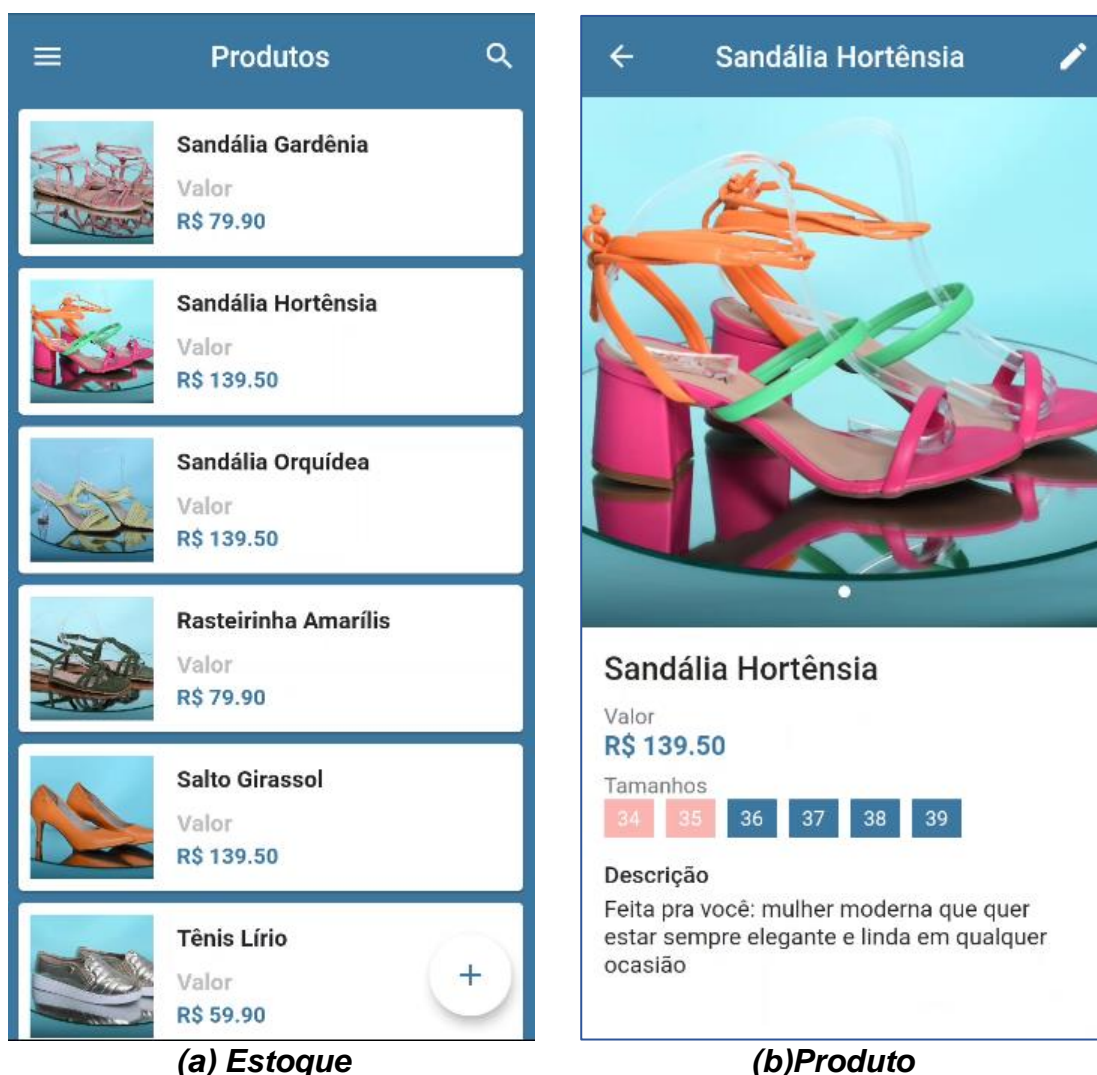 Produtos
Sandália Gardênia
Valor
R$ 79.90
Sandália Hortênsia
Valor
R$ 139.50
Sandália Orquídea
Valor
R$ 139.50
Rasteirinha Amarílis
Valor
R$ 79.90
Salto Girassol
Valor
R$ 139.50
Tênis Lírio
Valor
R$ 59.90
+
(a) Estoque
Sandália Hortênsia
Sandália Hortênsia
Valor
R$ 139.50
Tamanhos
34 35 36 37 38 39
Descrição
Feita pra você: mulher moderna que quer
estar sempre elegante e linda em qualquer
ocasião
(b)Produto